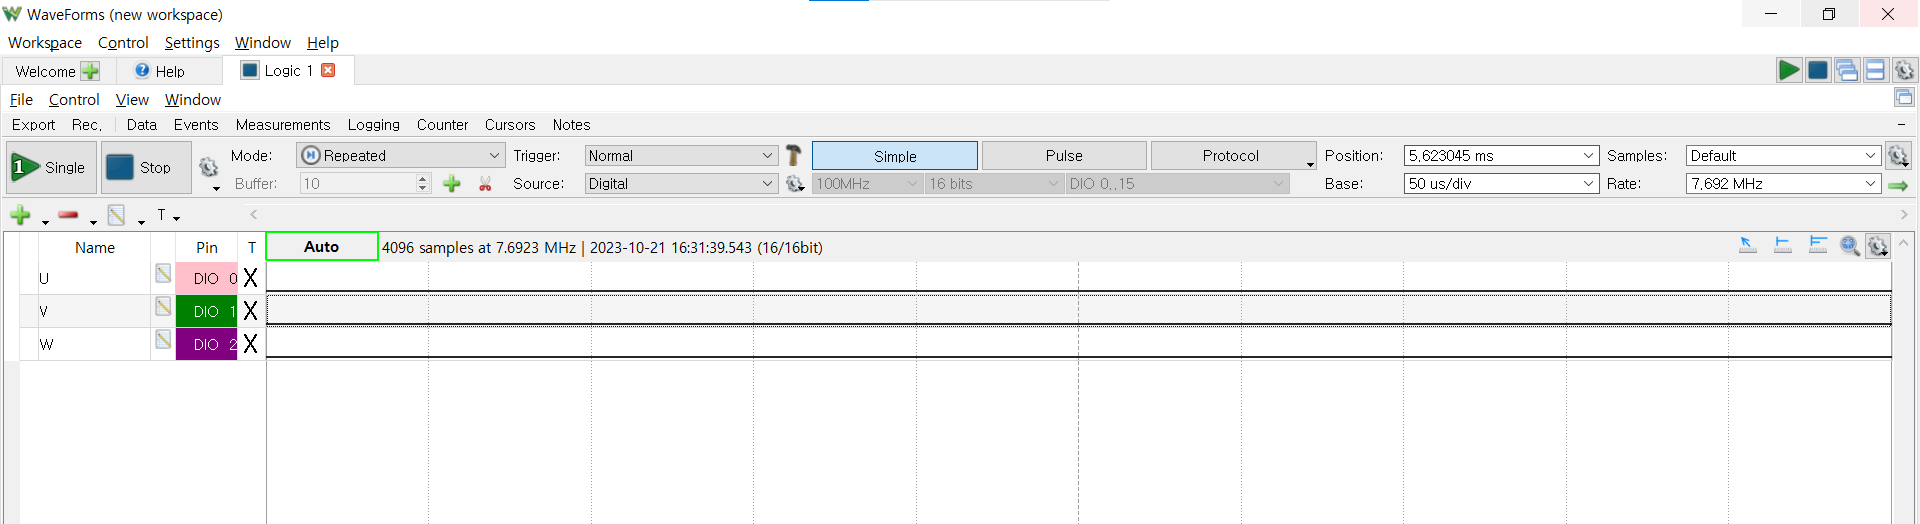 WaveForms (new workspace)
Workspace Control Settings Window Help
Welcome Help Logic 1
File Control View Window
Export Rec. Data Events Measurements Logging Counter Cursors Notes
1 Single Stop Mode: Repeated Trigger: Normal Simple Pulse Protocol Position: 5,623045 ms Samples: Default
Buffer: 10 Source: Digital 100MHz 16 bits DIO 0..15 Base: 50 us/div Rate: 7,692 MHz
T
Name Pin T Auto 4096 samples at 7.6923 MHz | 2023-10-21 16:31:39.543 (16/16bit)
U DIO 0 X
V DIO 1 X
W DIO 2 X